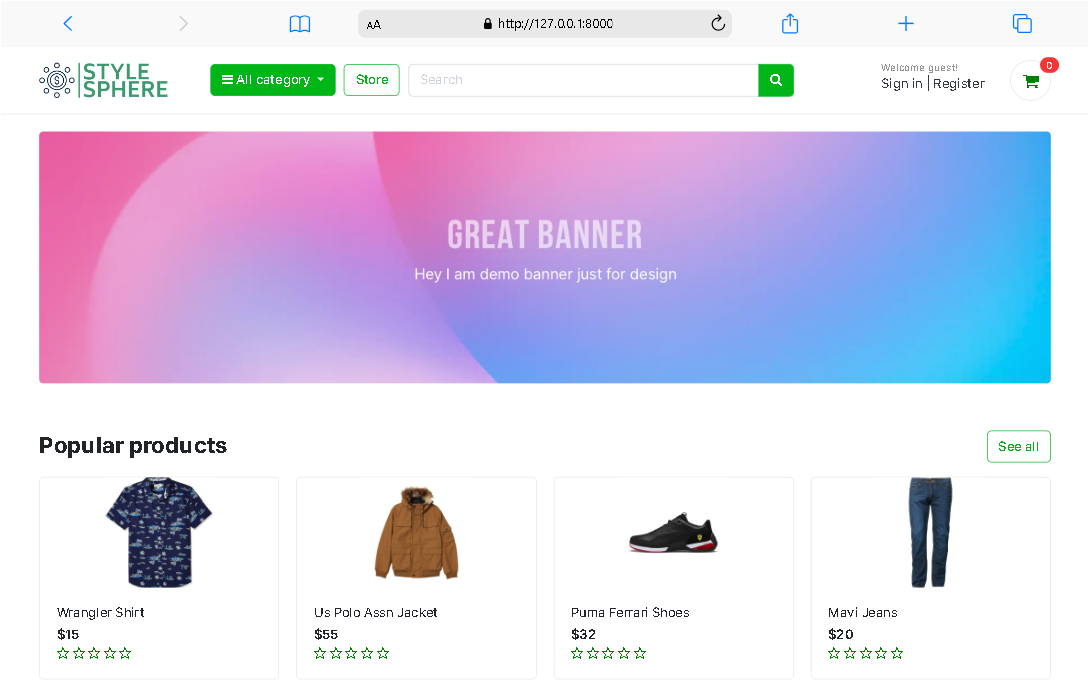 AA http://127.0.0.1:8000
STYLE
SPHERE
All category
Store
Search
Welcome guest!
Sign in | Register
0
GREAT BANNER
Hey I am demo banner just for design
Popular products
See all
Wrangler Shirt
$15
Us Polo Assn Jacket
$55
Puma Ferrari Shoes
$32
Mavi Jeans
$20